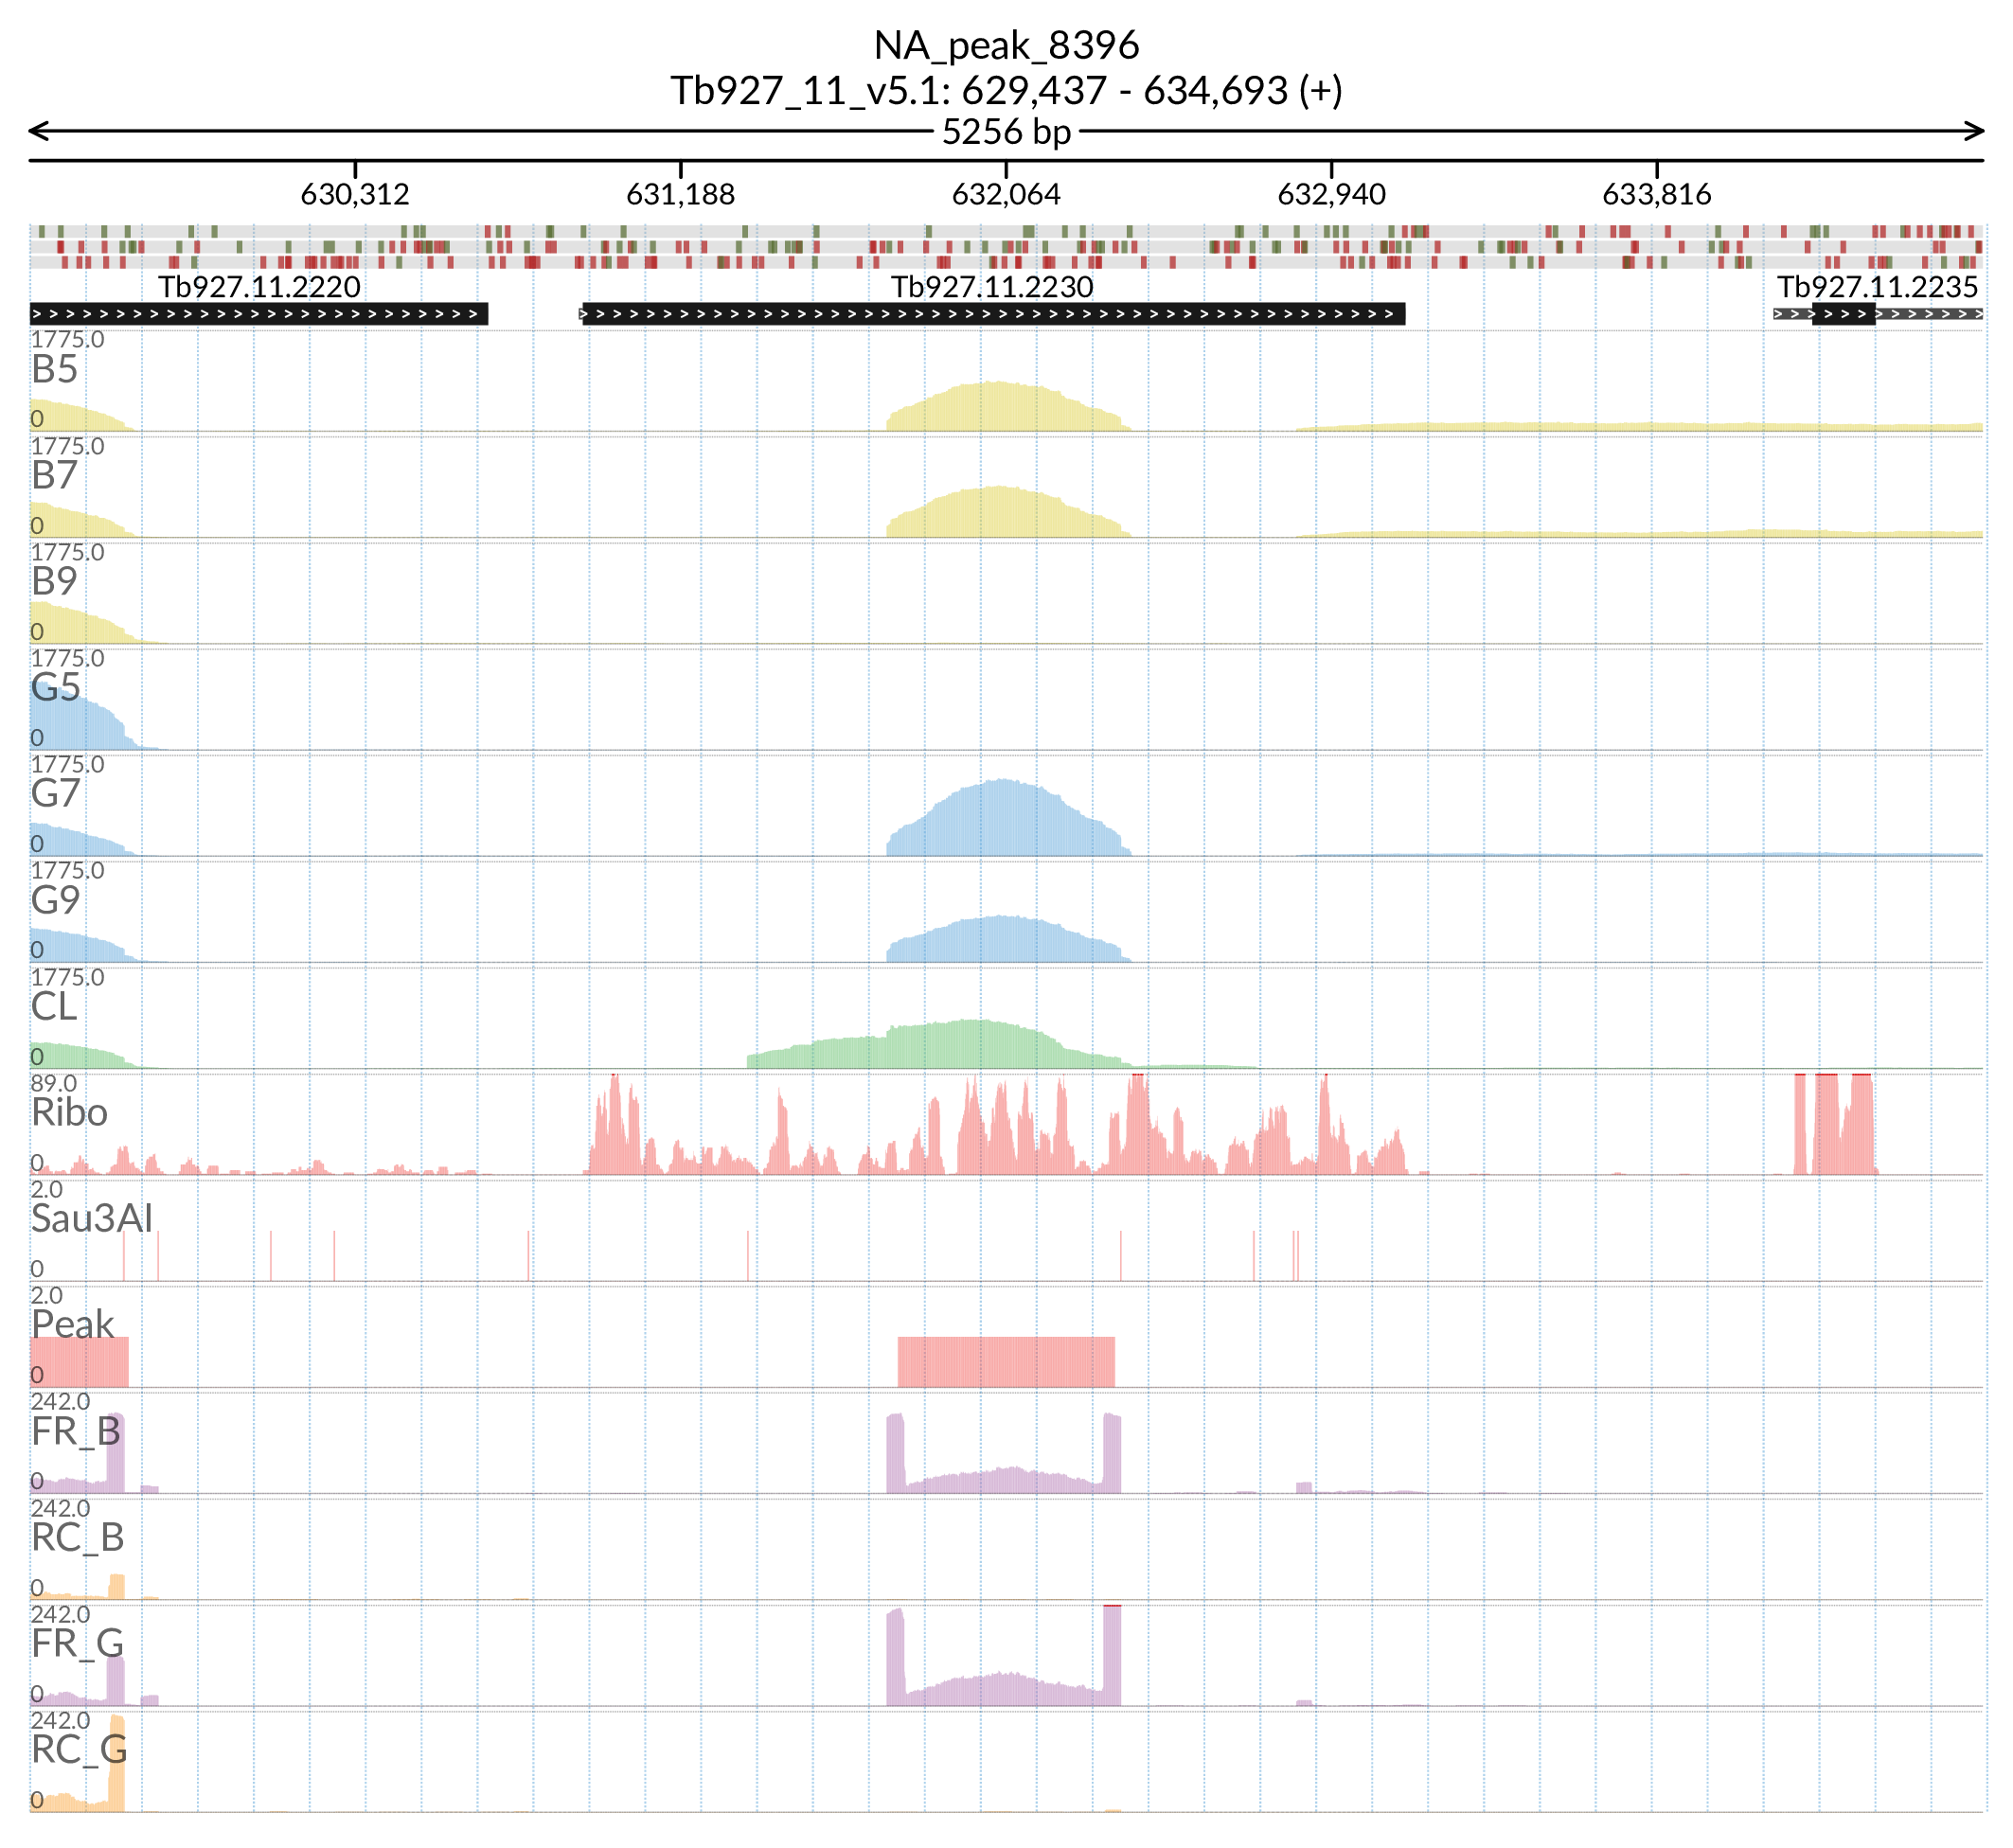 NA_peak_8396
Tb927_11_v5.1: 629,437 - 634,693 (+)
5256 bp
630,312 631,188 632,064 632,940 633,816
Tb927.11.2220 Tb927.11.2230 Tb927.11.2235
1775.0
B5
0
1775.0
B7
0
1775.0
B9
0
1775.0
G5
0
1775.0
G7
0
1775.0
G9
0
1775.0
CL
0
89.0
Ribo
0
2.0
Sau3AI
0
2.0
Peak
0
242.0
FR_B
0
242.0
RC_B
0
242.0
FR_G
0
242.0
RC_G
0